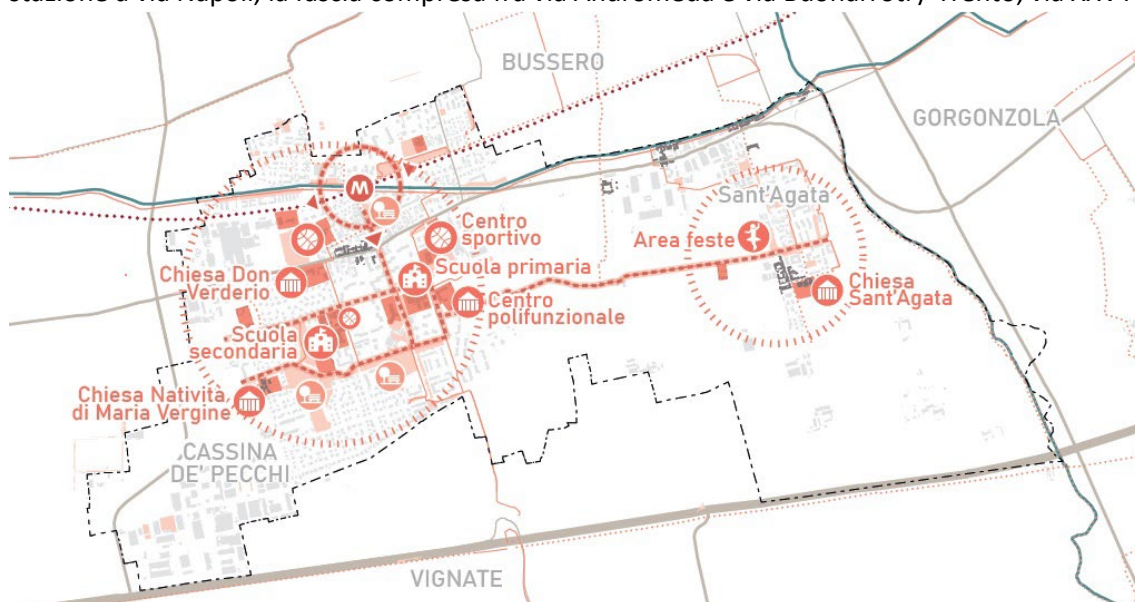 stazione a via Napoli, la fascia compresa fra via Andromeda e via Buonarroti / Trento, via XXV
BUSSERO
GORGONZOLA
M
Sant'Agata
Centro
sportivo
Area feste
Chiesa Don
Verderio
Scuola primaria
Chiesa
Sant'Agata
Centro
polifunzionale
Scuola
secondaria
Chiesa Natività
di Maria Vergine
CASSINA
DE' PECCHI
VIGNATE